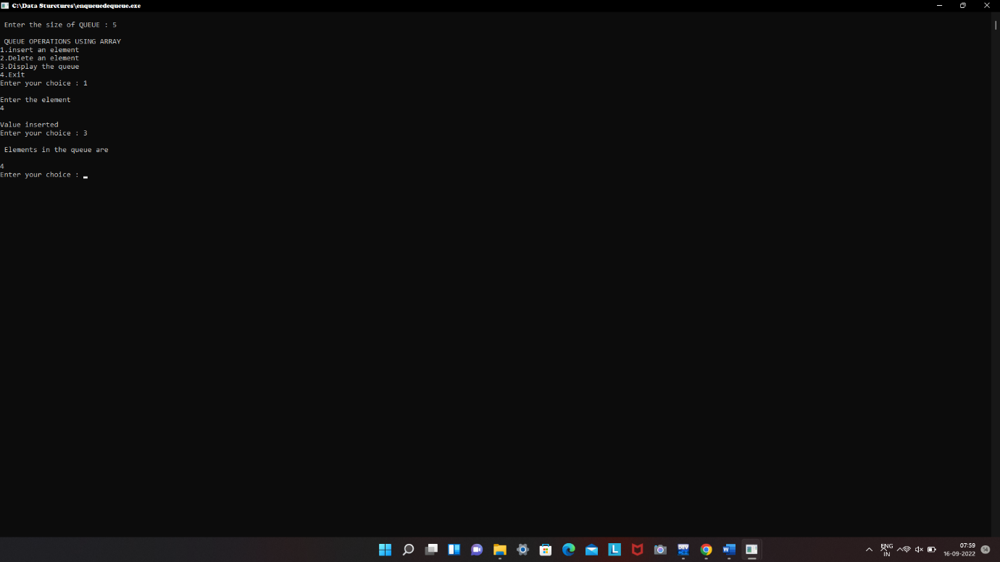 C:\Data Sturctures\enqueuedequeue.exe
Enter the size of QUEUE : 5
QUEUE OPERATIONS USING ARRAY
1.insert an element
2.Delete an element
3.Display the queue
4.Exit
Enter your choice : 1
Enter the element
4
Value inserted
Enter your choice : 3
Elements in the queue are
4
Enter your choice :
L
DEV
W
ENG
IN
07:59
16-09-2022
14